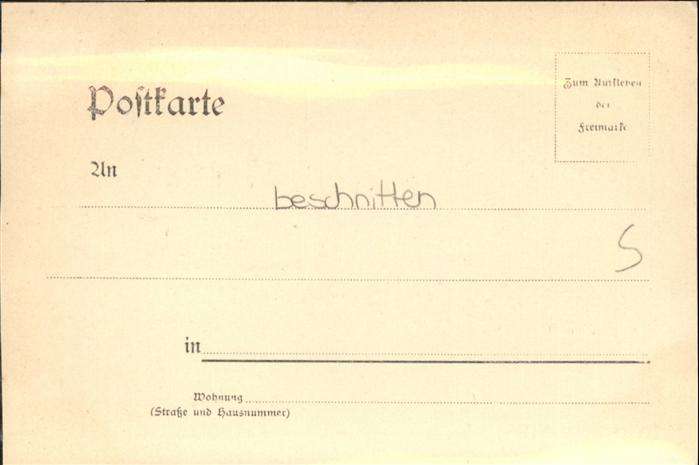 Postkarte
Zum Aufkleben
der
Freimarke
An
beschnitten
S
in
Wohnung
(Straße und Hausnummer)